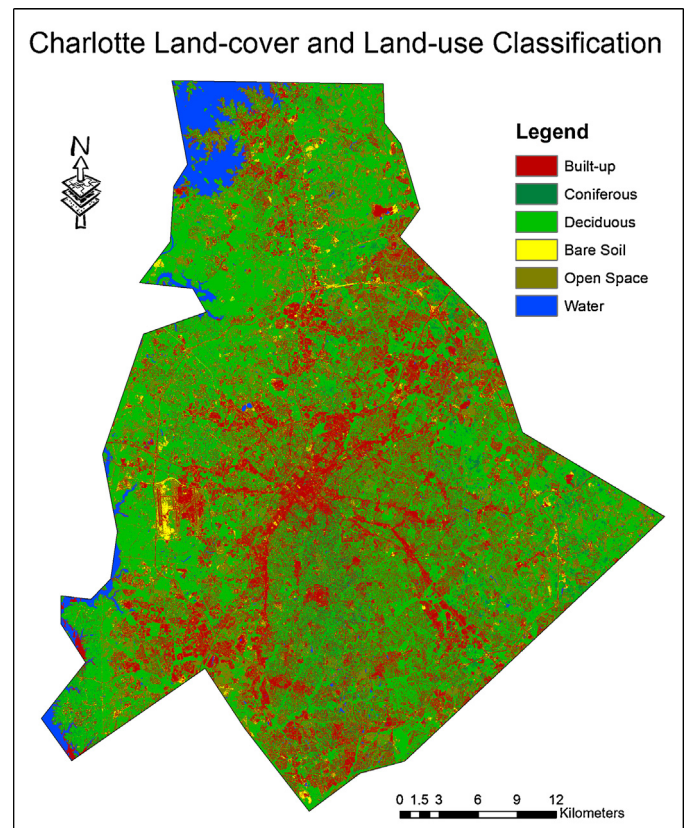 Charlotte Land-cover and Land-use Classification
N
Legend
Built-up
Coniferous
Deciduous
Bare Soil
Open Space
Water
0 1.5 3 6 9 12
Kilometers